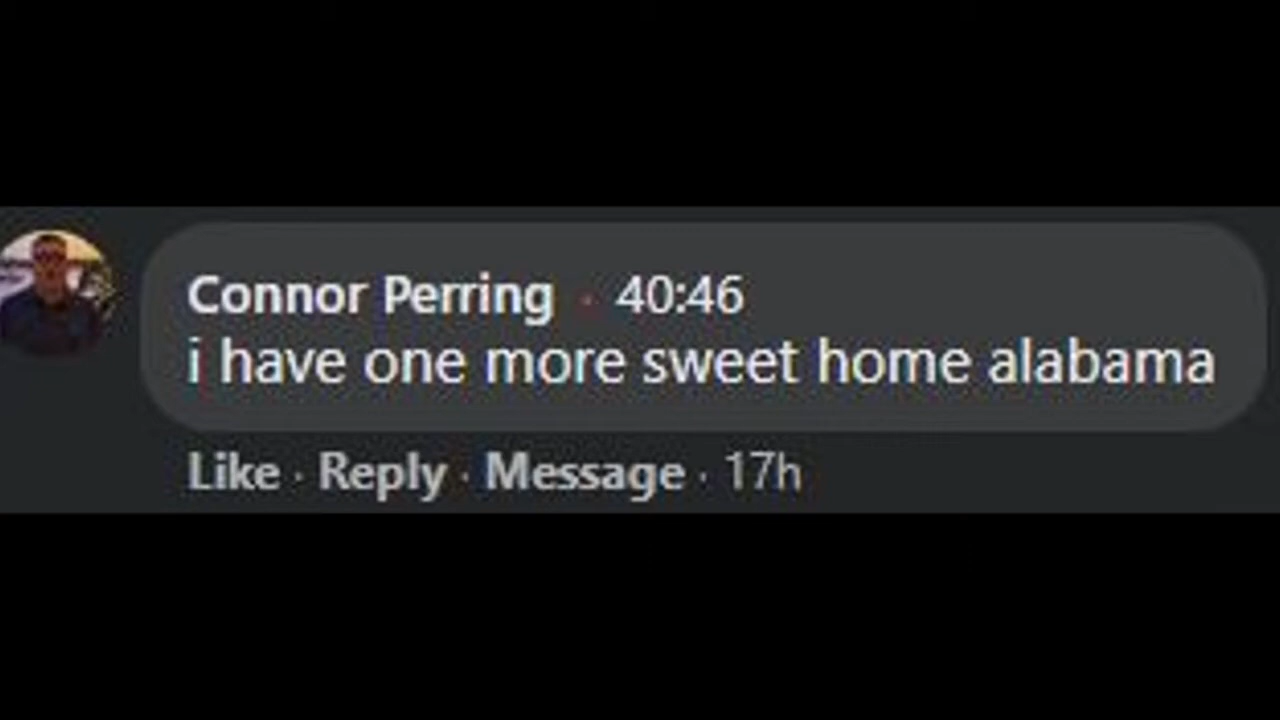 Connor Perring · 40:46
i have one more sweet home alabama
Like · Reply · Message · 17h